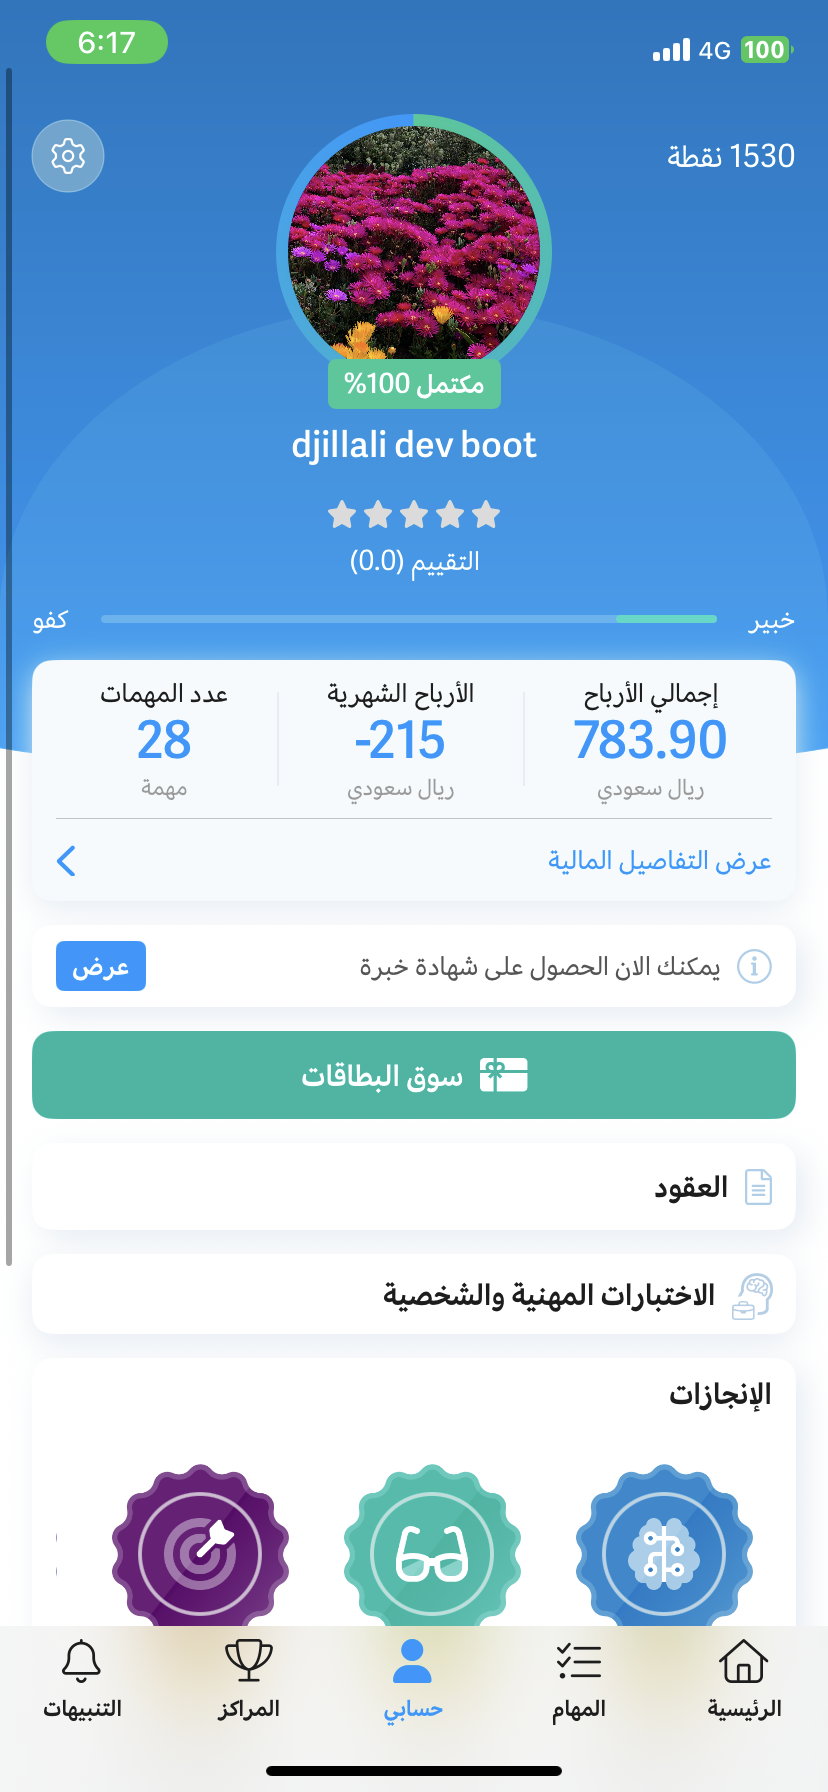 6:17
4G 100
1530 نقطة
مكتمل 100%
djillali dev boot
التقييم (0.0)
خبير
كفو
إجمالي الأرباح
783.90
ريال سعودي
الأرباح الشهرية
-215
ريال سعودي
عدد المهمات
28
مهمة
عرض التفاصيل المالية
يمكنك الان الحصول على شهادة خبرة
عرض
سوق البطاقات
العقود
الاختبارات المهنية والشخصية
الإنجازات
الرئيسية
المهام
حسابي
المراكز
التنبيهات